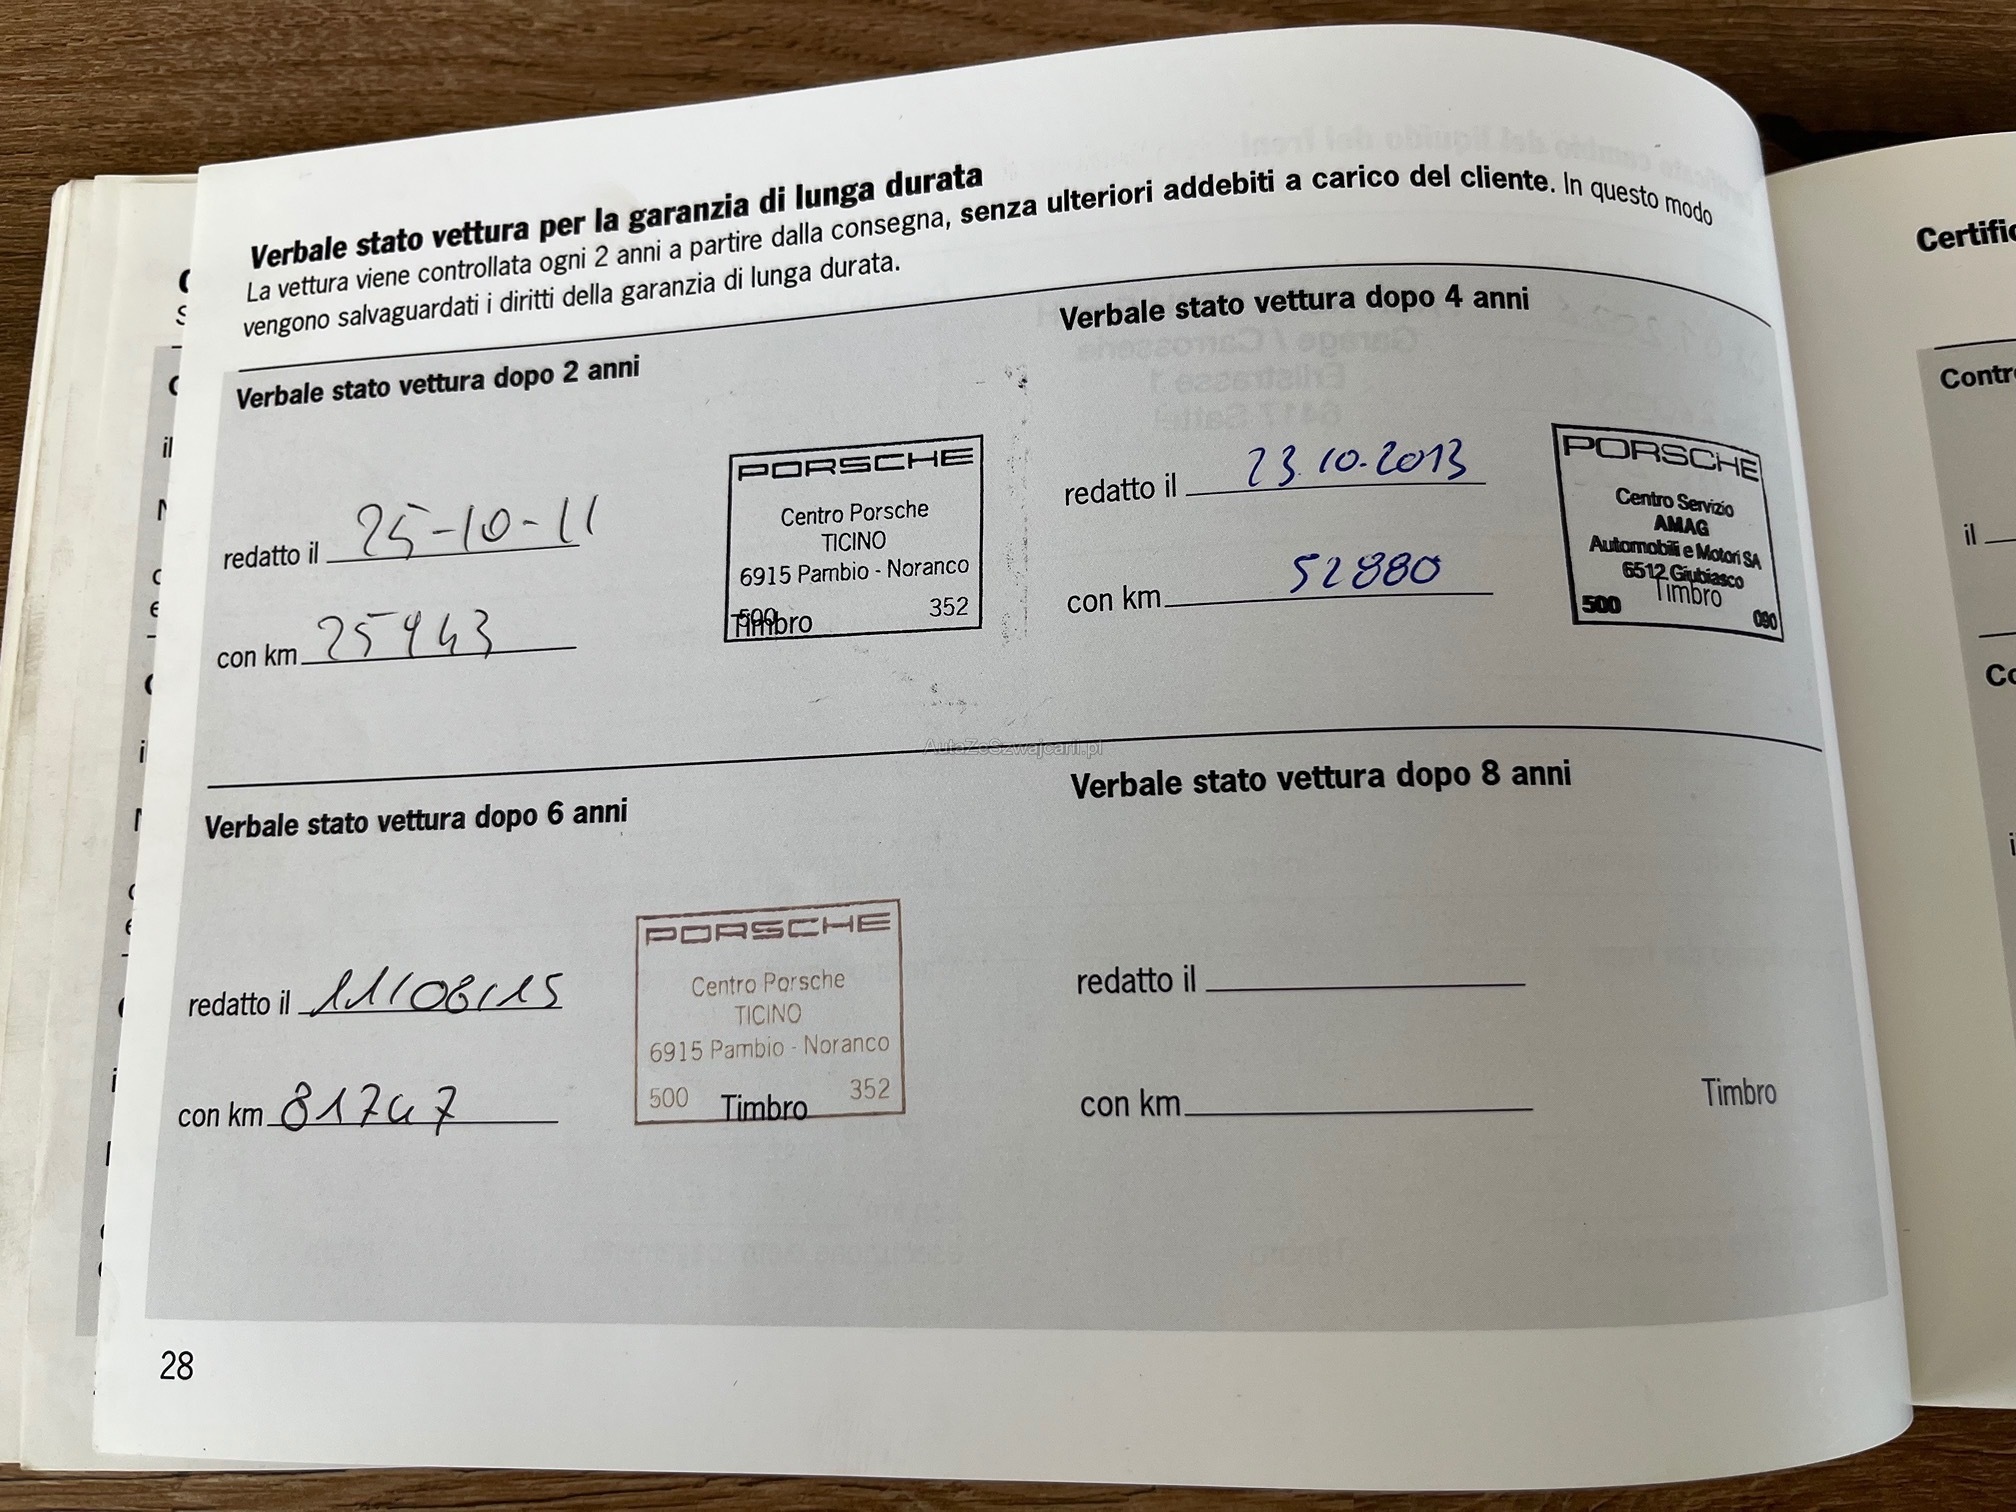 Verbale stato vettura per la garanzia di lunga durata
La vettura viene controllata ogni 2 anni a partire dalla consegna, senza ulteriori addebiti a carico del cliente. In questo modo
vengono salvaguardati i diritti della garanzia di lunga durata.
Verbale stato vettura dopo 2 anni
redatto il 25-10-11
con km 25943
PORSCHE
Centro Porsche
TICINO
6915 Pambio - Noranco
500 352
Timbro
Verbale stato vettura dopo 4 anni
redatto il 23.10.2013
con km 52880
PORSCHE
Centro Servizio
AMAG
Automobili e Motori SA
6512 Giubiasco
Timbro
500 090
AutaZeSzwajcarii.pl
Verbale stato vettura dopo 6 anni
redatto il 11/08/15
con km 81747
PORSCHE
Centro Porsche
TICINO
6915 Pambio - Noranco
500 352
Timbro
Verbale stato vettura dopo 8 anni
redatto il
con km
Timbro
28
il